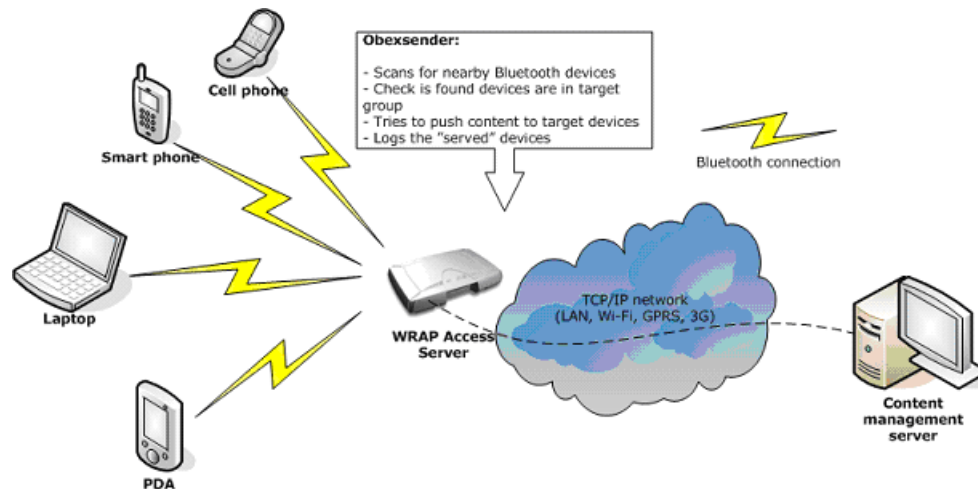 Cell phone
Obexsender:
- Scans for nearby Bluetooth devices
- Check is found devices are in target
group
- Tries to push content to target devices
- Logs the "served" devices
Smart phone
Bluetooth connection
Laptop
WRAP Access
Server
TCP/IP network
(LAN, Wi-Fi, GPRS, 3G)
Content
management
server
PDA